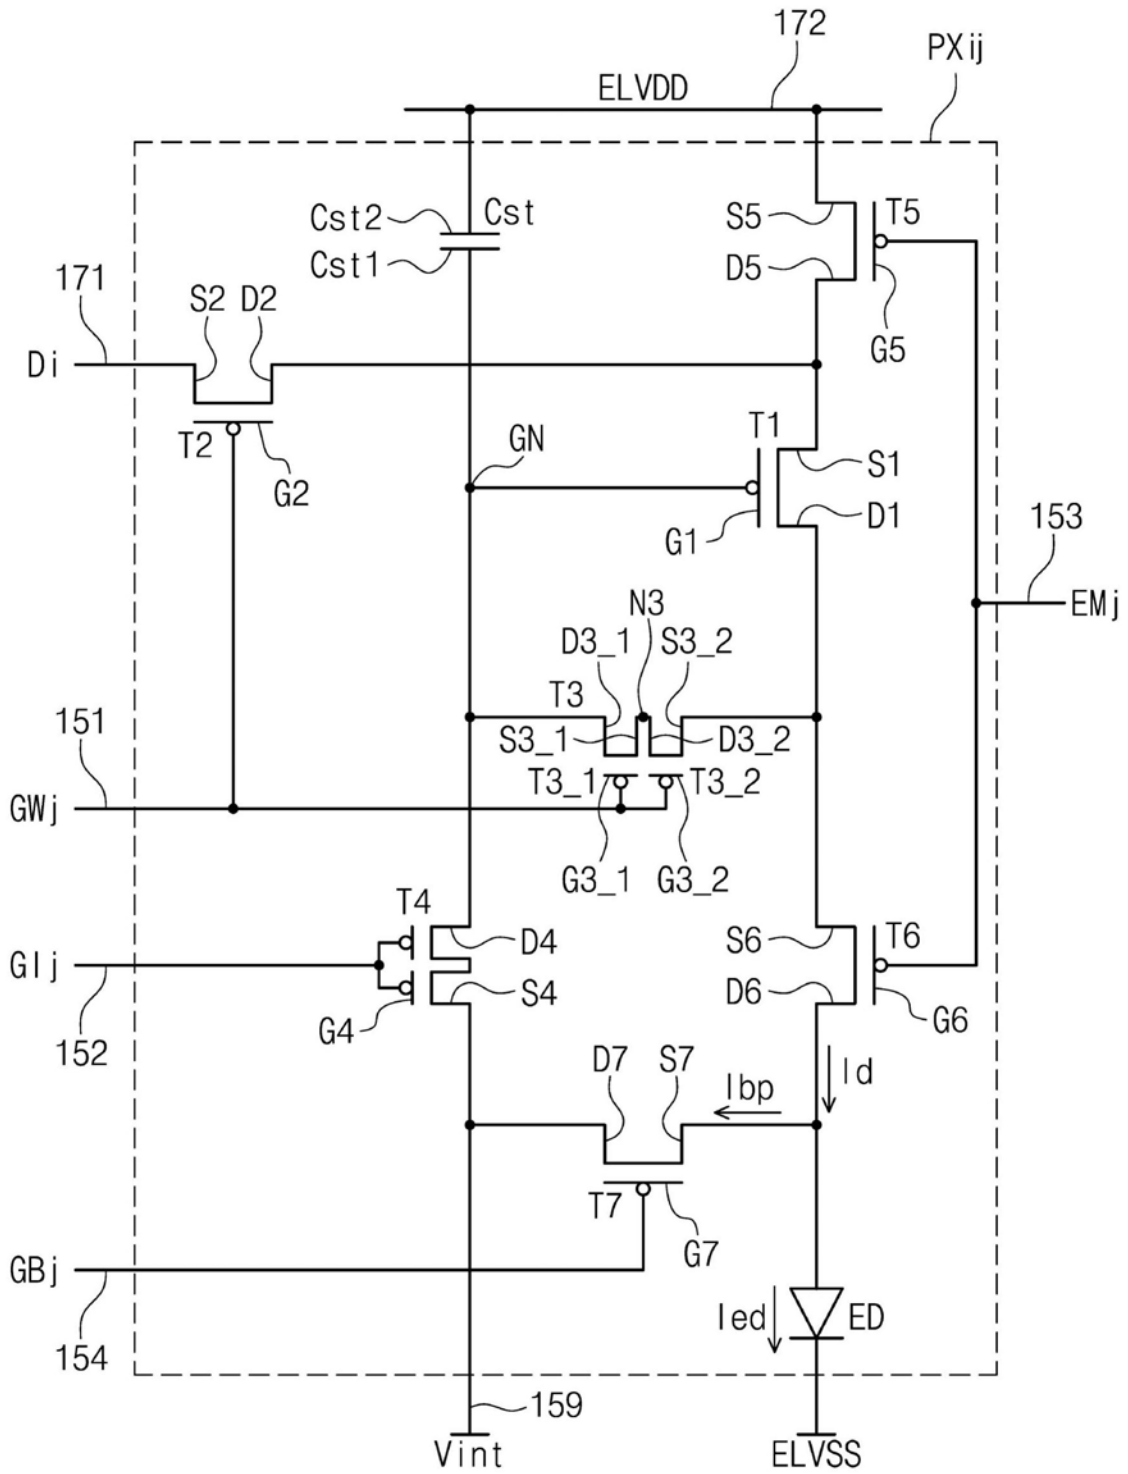 172
PXij
ELVDD
Cst2
Cst
Cst1
S5
T5
D5
G5
171
S2
D2
Di
T2
G2
GN
T1
S1
D1
G1
153
EMj
N3
D3_1
S3_2
T3
S3_1
D3_2
151
T3_1
T3_2
GWj
G3_1
G3_2
T4
D4
S6
T6
GIj
S4
D6
G4
G6
152
D7
S7
Ibp
Id
T7
G7
GBj
154
Ied
ED
159
Vint
ELVSS